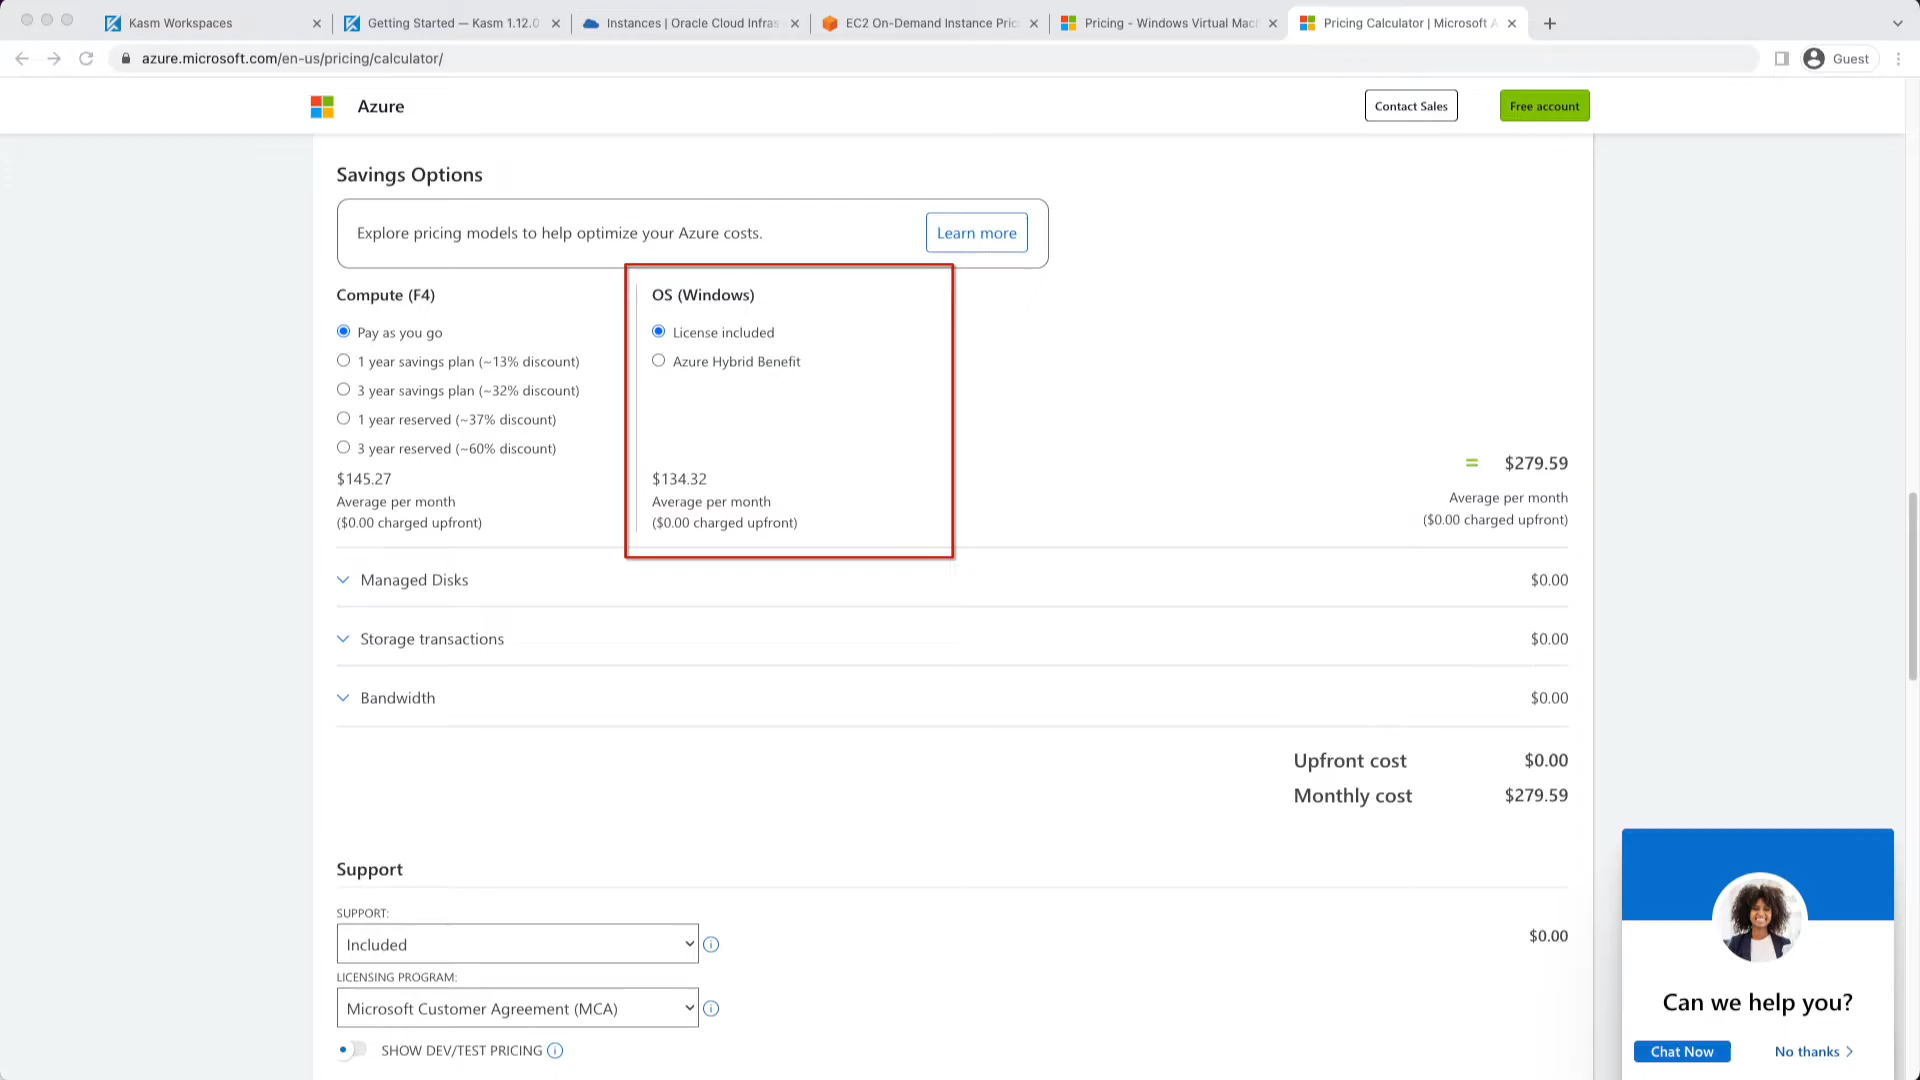 Kasm Workspaces
Getting Started — Kasm 1.12.0
Instances | Oracle Cloud Infras
EC2 On-Demand Instance Pric
Pricing - Windows Virtual Mac
Pricing Calculator | Microsoft A
azure.microsoft.com/en-us/pricing/calculator/
Guest
Azure
Contact Sales
Free account
Savings Options
Explore pricing models to help optimize your Azure costs.
Learn more
Compute (F4)
Pay as you go
1 year savings plan (~13% discount)
3 year savings plan (~32% discount)
1 year reserved (~37% discount)
3 year reserved (~60% discount)
$145.27
Average per month
($0.00 charged upfront)
OS (Windows)
License included
Azure Hybrid Benefit
$134.32
Average per month
($0.00 charged upfront)
= $279.59
Average per month
($0.00 charged upfront)
Managed Disks $0.00
Storage transactions $0.00
Bandwidth $0.00
Upfront cost $0.00
Monthly cost $279.59
Support
SUPPORT:
Included
$0.00
LICENSING PROGRAM:
Microsoft Customer Agreement (MCA)
SHOW DEV/TEST PRICING
Can we help you?
Chat Now
No thanks